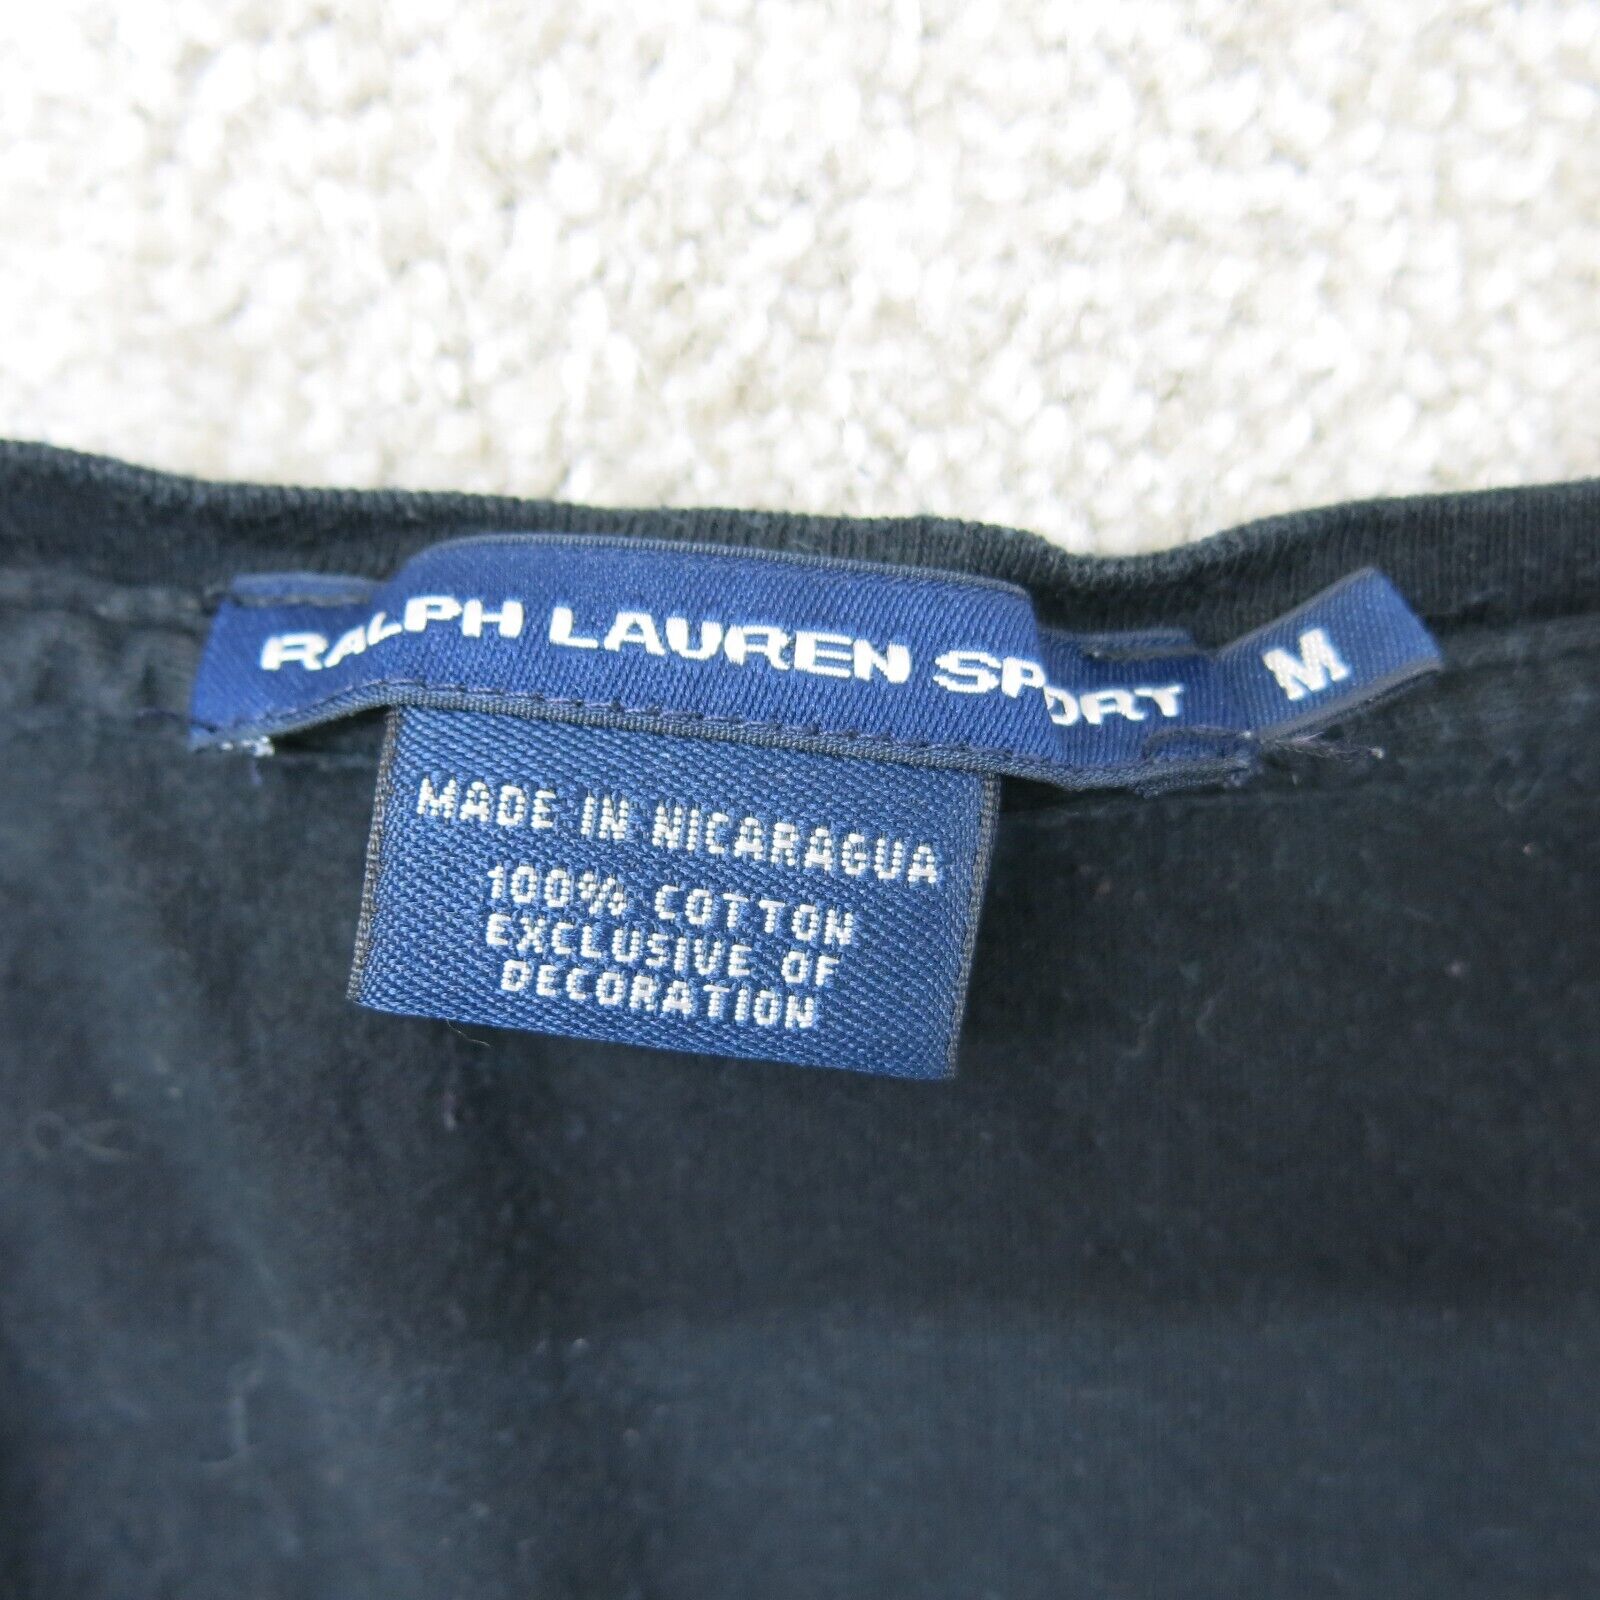 RALPH LAUREN SPORT
M
MADE IN NICARAGUA
100% COTTON
EXCLUSIVE OF
DECORATION